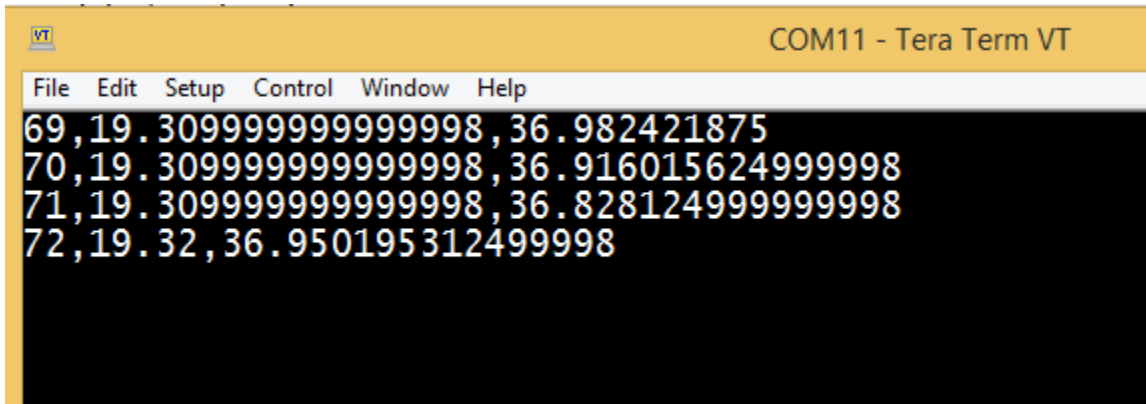 VT
COM11 - Tera Term VT
File Edit Setup Control Window Help
69,19.309999999999998,36.982421875
70,19.309999999999998,36.916015624999998
71,19.309999999999998,36.828124999999998
72,19.32,36.950195312499998